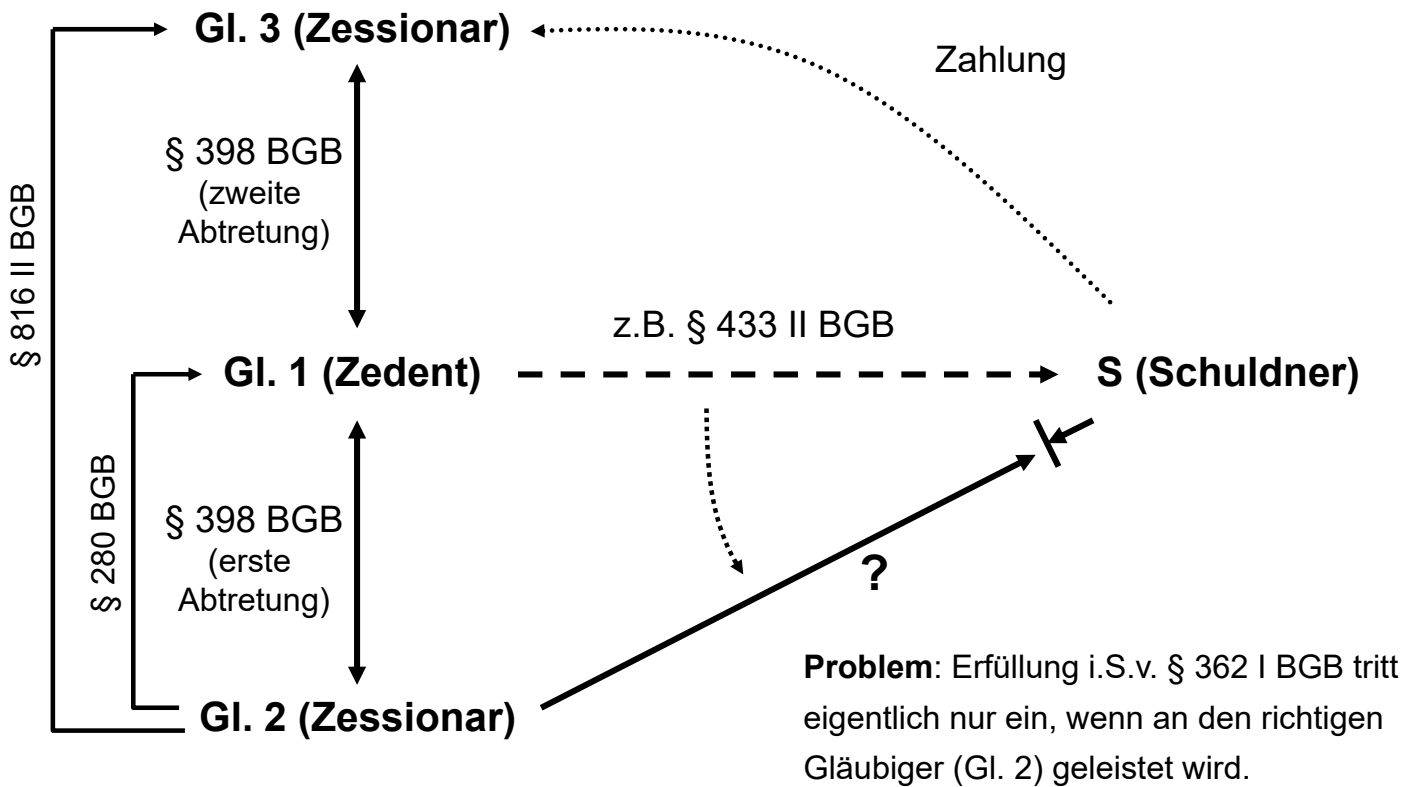 Gl. 3 (Zessionar)
Zahlung
§ 398 BGB
(zweite
Abtretung)
§ 816 II BGB
z.B. § 433 II BGB
Gl. 1 (Zedent)
S (Schuldner)
§ 280 BGB
§ 398 BGB
(erste
Abtretung)
?
Gl. 2 (Zessionar)
Problem: Erfüllung i.S.v. § 362 I BGB tritt
eigentlich nur ein, wenn an den richtigen
Gläubiger (Gl. 2) geleistet wird.